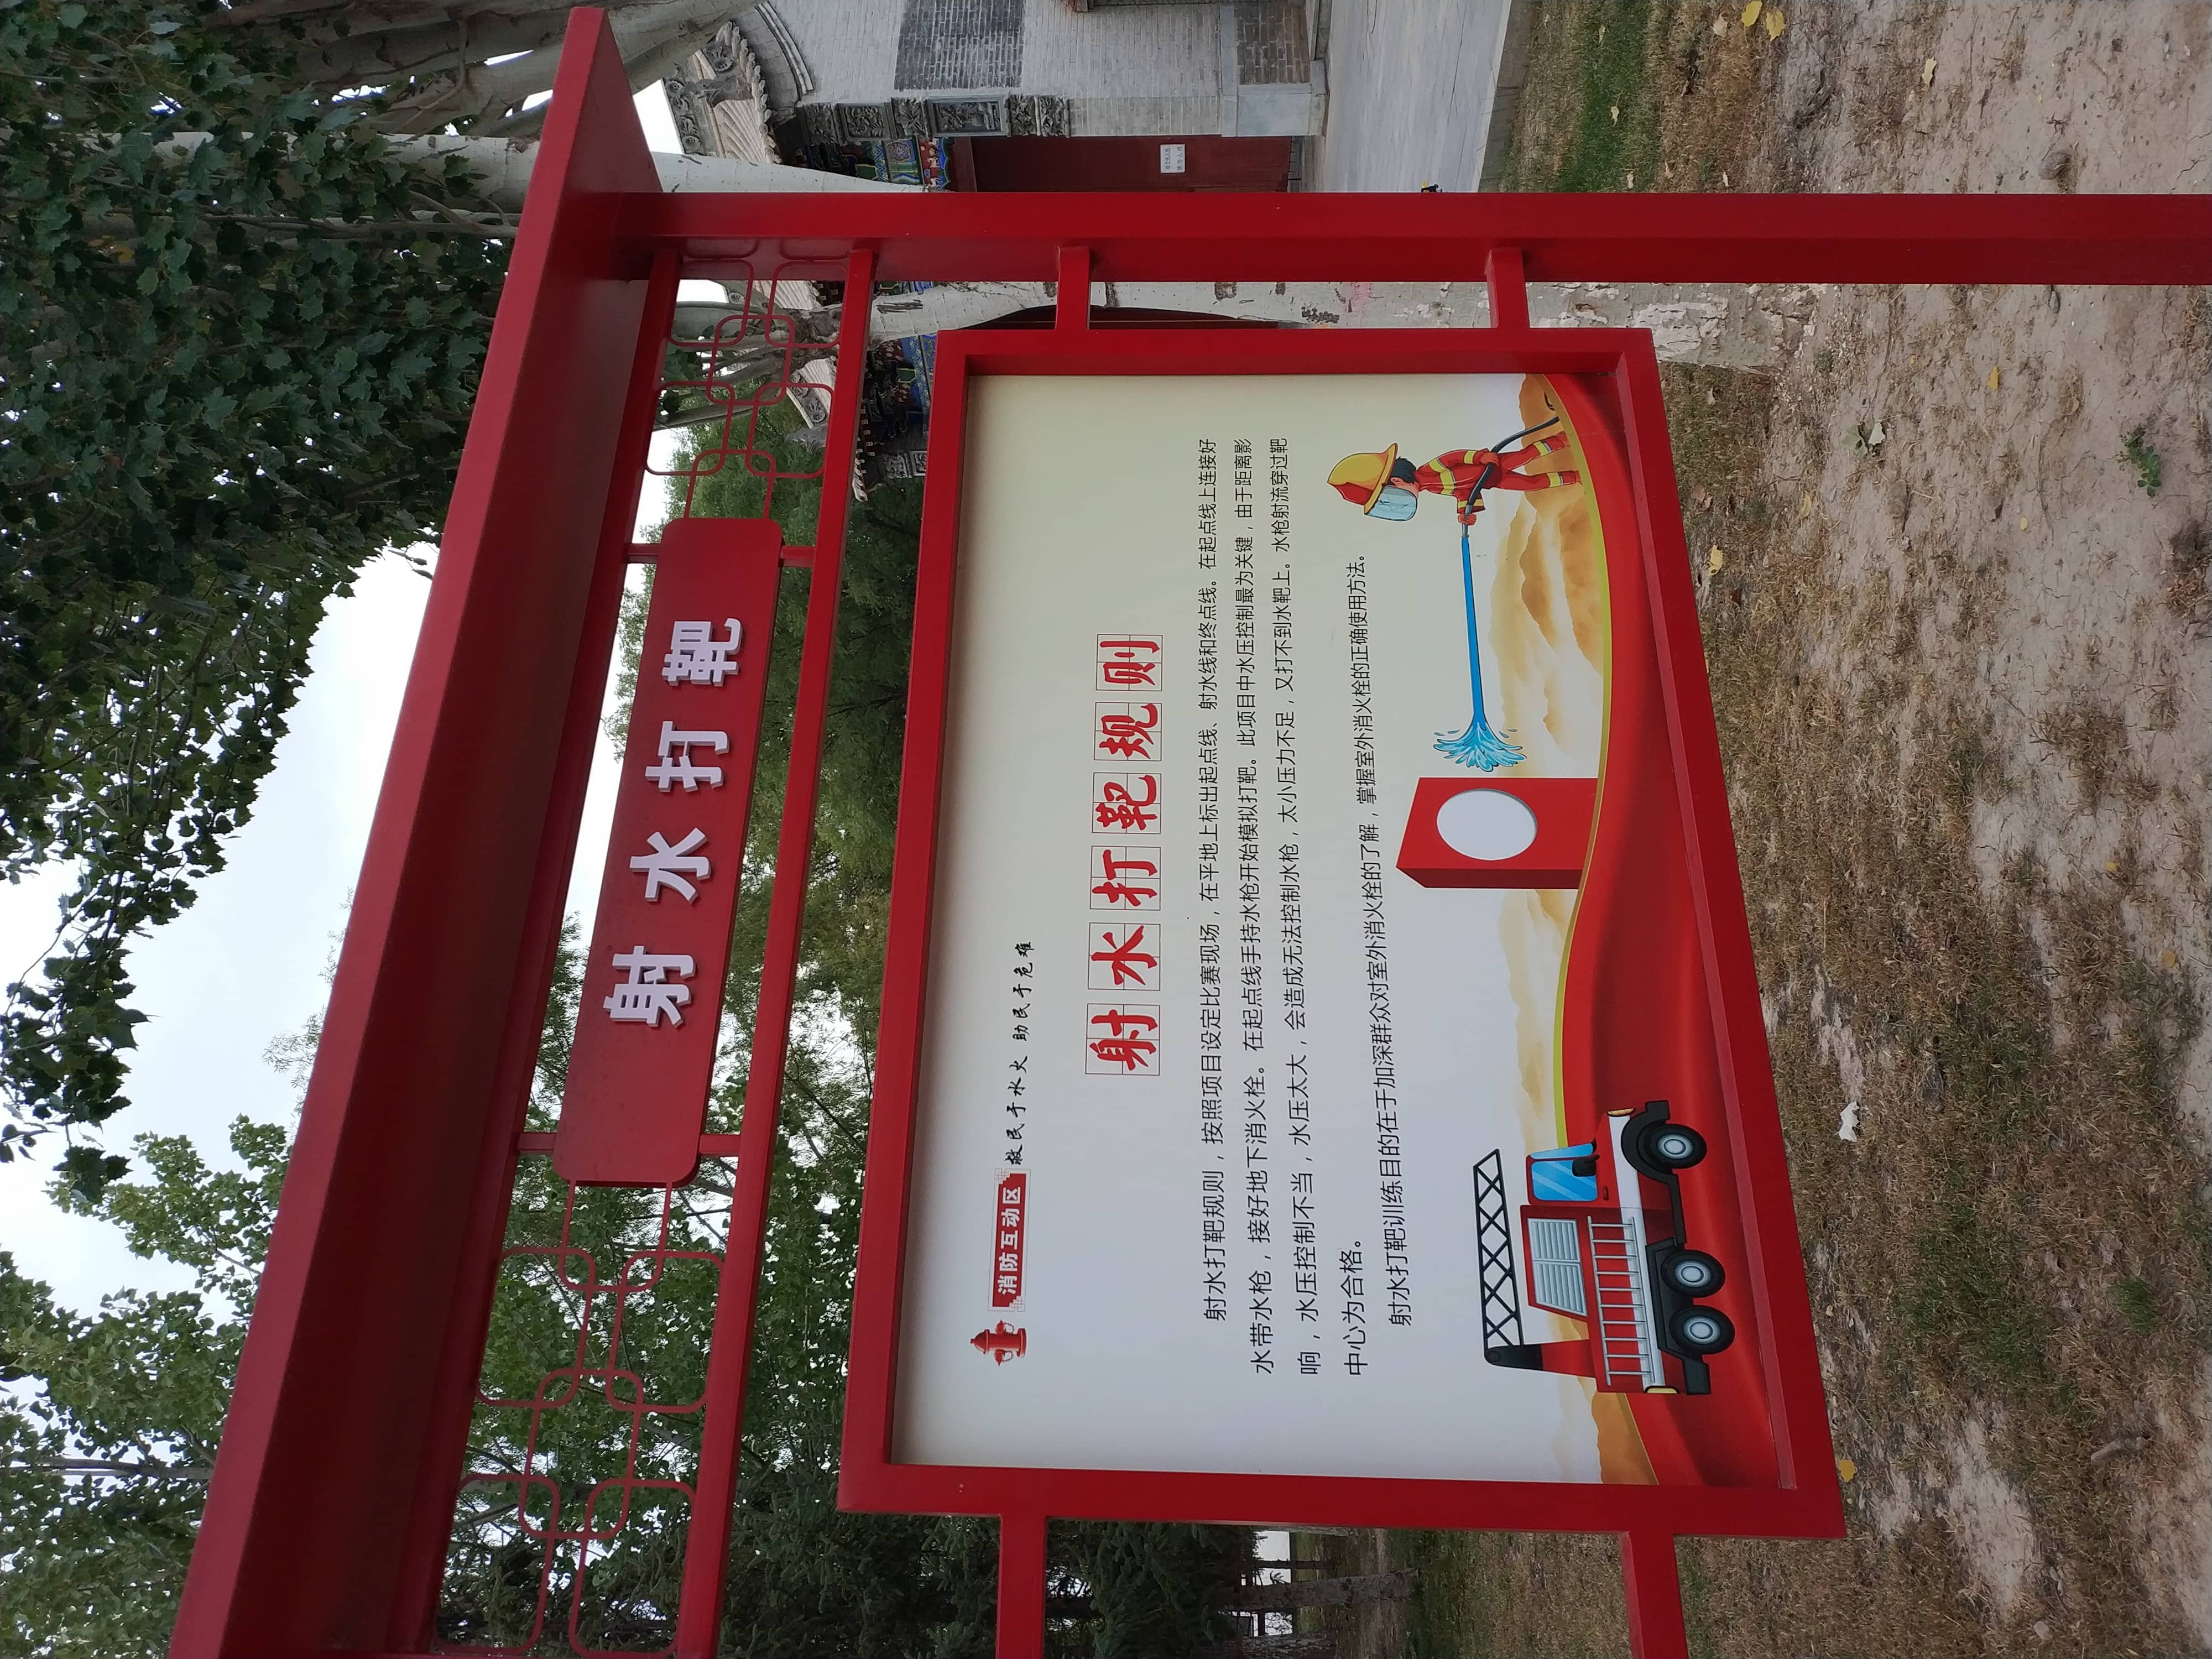 射水打靶
消防互动区 救民于水火 助民于危难
射水打靶规则
射水打靶规则，按照项目设定比赛现场，在平地上标出起点线、射水线和终点线。在起点线上连接好
水带水枪，接好地下消火栓。在起点线手持水枪开始模拟打靶。此项目中水压控制最为关键，由于距离影
响，水压控制不当，水压太大，会造成无法控制水枪，太小压力不足，又打不到水靶上。水枪射流穿过靶
中心为合格。
射水打靶训练目的在于加深群众对室外消火栓的了解，掌握室外消火栓的正确使用方法。